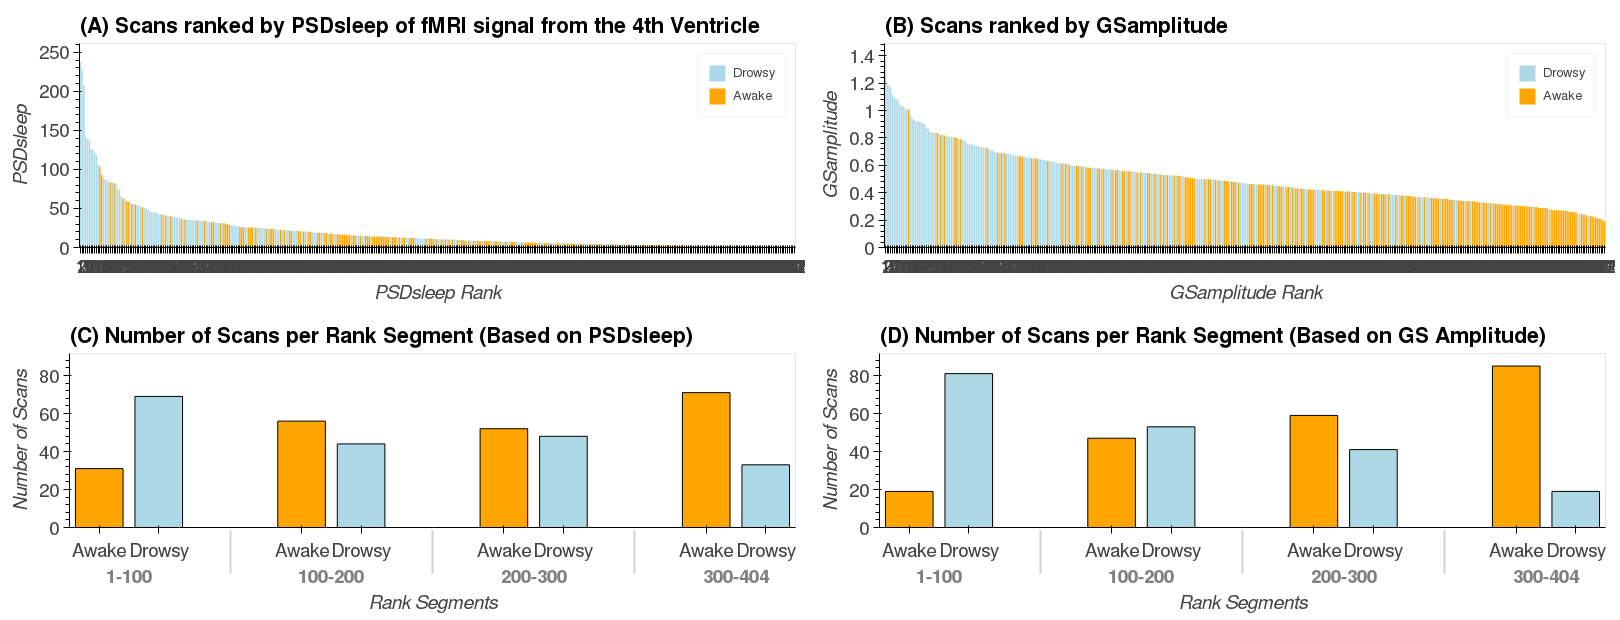 (A) Scans ranked by PSDsleep of fMRI signal from the 4th Ventricle
250
200
150
100
50
0
PSDsleep
Drowsy
Awake
PSDsleep Rank
(B) Scans ranked by GSamplitude
1.4
1.2
1
0.8
0.6
0.4
0.2
0
GSamplitude
Drowsy
Awake
GSamplitude Rank
(C) Number of Scans per Rank Segment (Based on PSDsleep)
80
60
40
20
0
Number of Scans
Awake Drowsy Awake Drowsy Awake Drowsy Awake Drowsy
1-100 100-200 200-300 300-404
Rank Segments
(D) Number of Scans per Rank Segment (Based on GS Amplitude)
80
60
40
20
0
Number of Scans
Awake Drowsy Awake Drowsy Awake Drowsy Awake Drowsy
1-100 100-200 200-300 300-404
Rank Segments